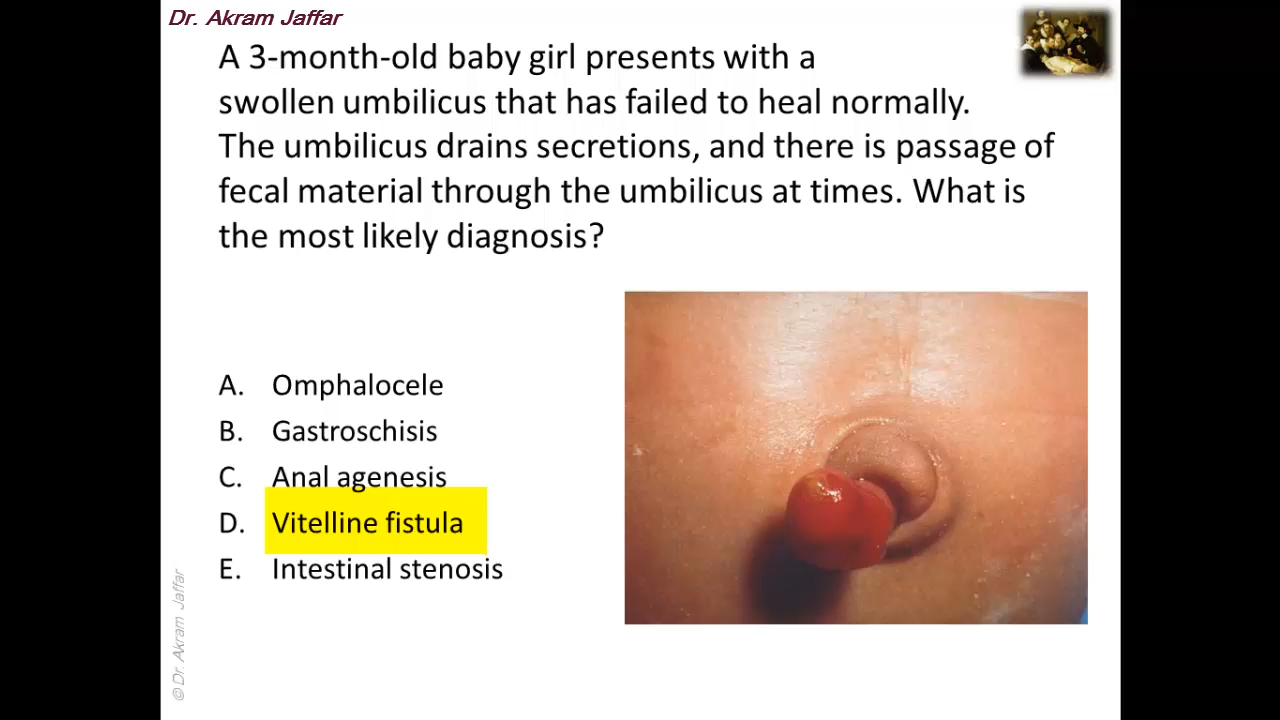 Dr. Akram Jaffar
A 3-month-old baby girl presents with a
swollen umbilicus that has failed to heal normally.
The umbilicus drains secretions, and there is passage of
fecal material through the umbilicus at times. What is
the most likely diagnosis?
A. Omphalocele
B. Gastroschisis
C. Anal agenesis
D. Vitelline fistula
E. Intestinal stenosis
© Dr. Akram Jaffar